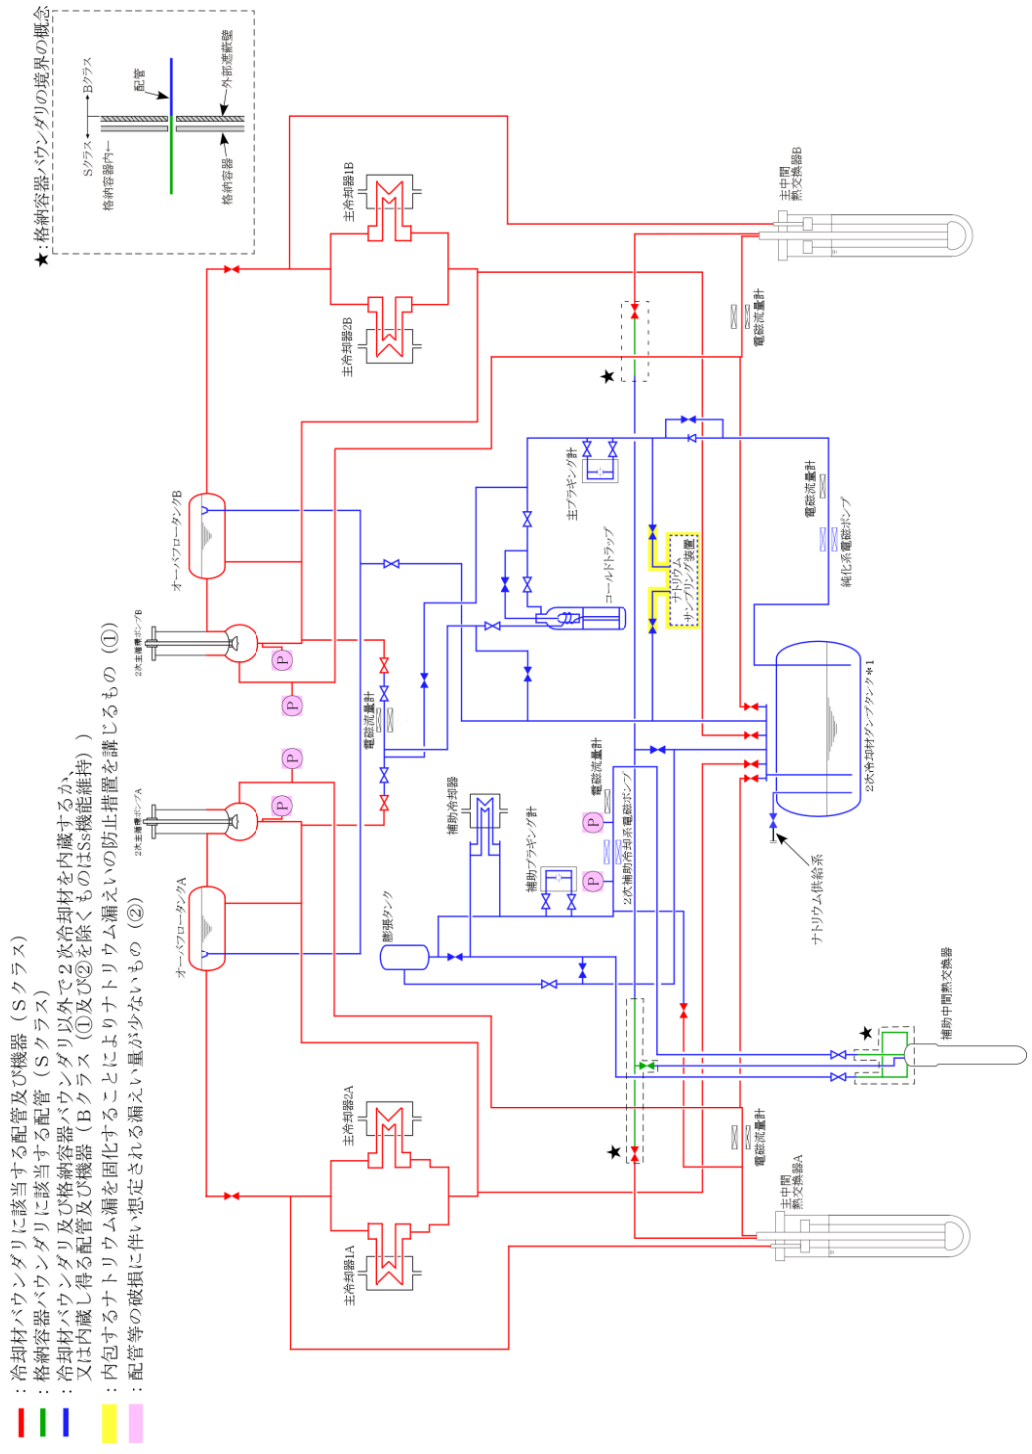 ：冷却材バウンダリに該当する配管及び機器（Ｓクラス）
：格納容器バウンダリに該当する配管（Ｓクラス）
：冷却材バウンダリ及び格納容器バウンダリ以外で２次冷却材を内蔵するか、
又は内蔵し得る配管及び機器（Ｂクラス（①及び②を除くものはSs機能維持））
：内包するナトリウム漏を固化することによりナトリウム漏えいの防止措置を講じるもの（①）
：配管等の破損に伴い想定される漏えい量が少ないもの（②）
★：格納容器バウンダリの境界の概念
Sクラス
Bクラス
格納容器内←
配管
格納容器
外部遮蔽壁
2次主循環ポンプA
2次主循環ポンプB
オーバフロータンクA
オーバフロータンクB
P
P
P
P
主冷却器1A
主冷却器2A
主冷却器2B
主冷却器1B
電磁流量計
膨張タンク
補助冷却器
補助プラギング計
P
P
電磁流量計
2次補助冷却系電磁ポンプ
コールドトラップ
主プラギング計
ナトリウム
サンプリング装置
★
★
★
電磁流量計
電磁流量計
電磁流量計
純化系電磁ポンプ
ナトリウム供給系
2次冷却材ダンプタンク＊1
主中間
熱交換器A
補助中間熱交換器
主中間
熱交換器B